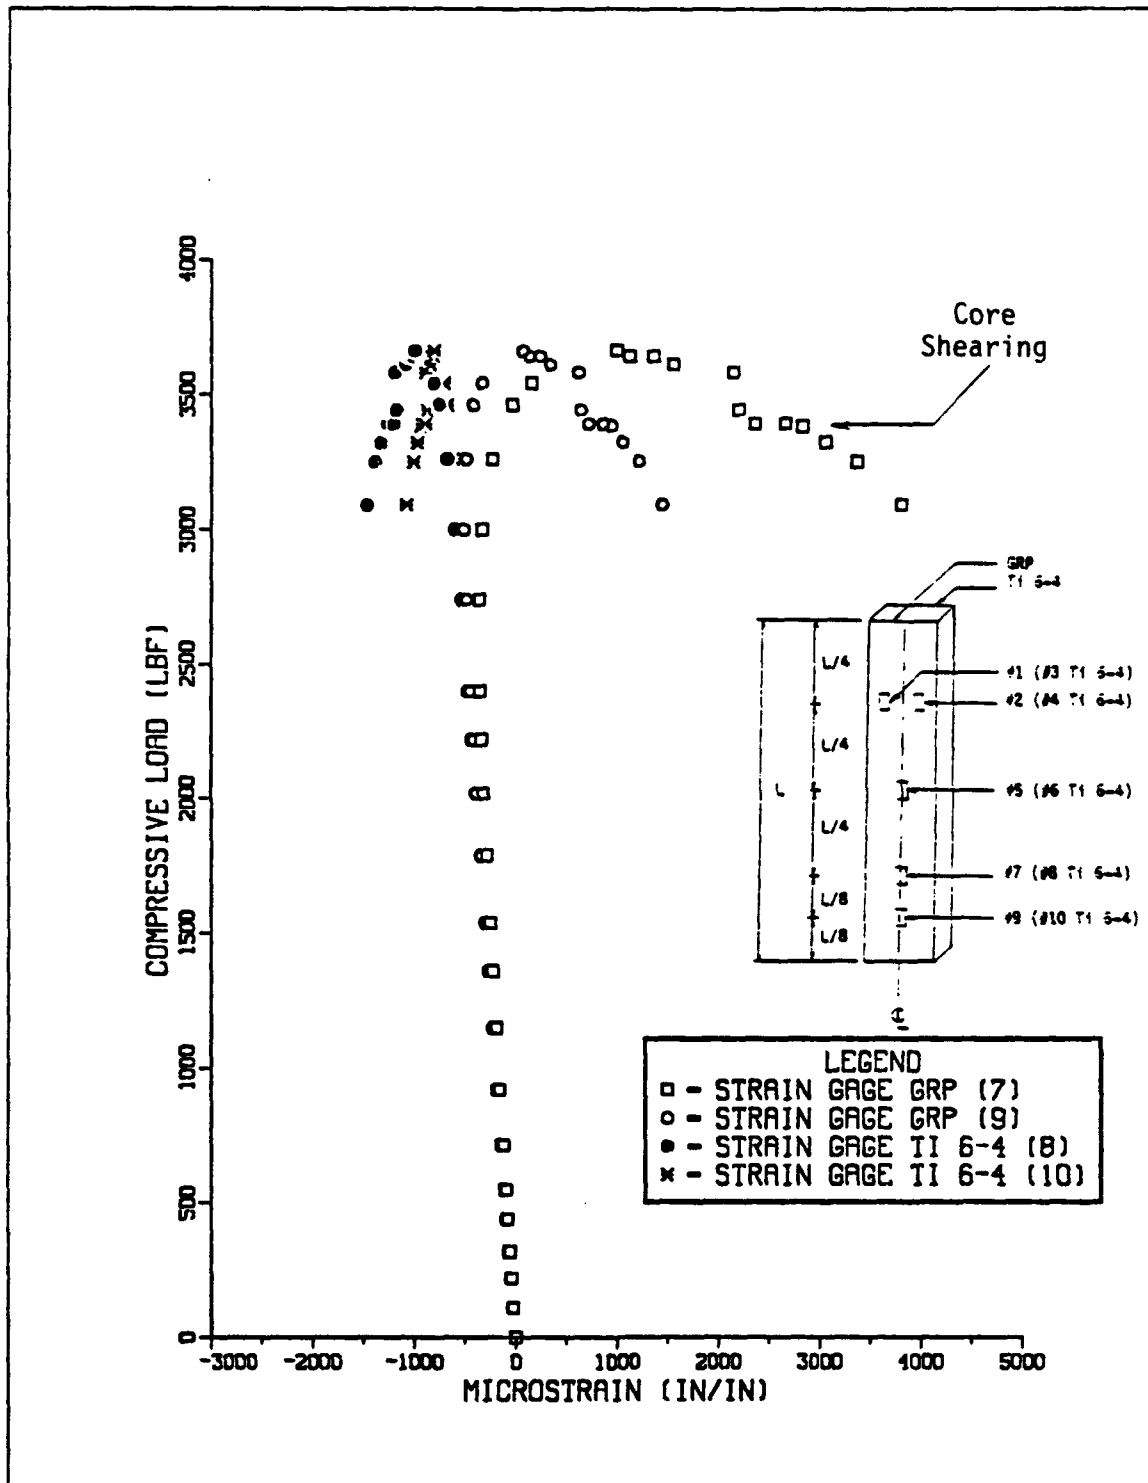 4000
3500
3000
2500
2000
1500
1000
500
0
COMPRESSIVE LOAD (LBF)
-3000 -2000 -1000 0 1000 2000 3000 4000 5000
MICROSTRAIN (IN/IN)
Core
Shearing
GRP
Ti 6-4
L/4
#1 (#3 Ti 6-4)
#2 (#4 Ti 6-4)
L/4
L
#5 (#6 Ti 6-4)
L/4
#7 (#8 Ti 6-4)
L/8
#9 (#10 Ti 6-4)
L/8
LEGEND
- STRAIN GAGE GRP (7)
- STRAIN GAGE GRP (9)
- STRAIN GAGE TI 6-4 (8)
- STRAIN GAGE TI 6-4 (10)